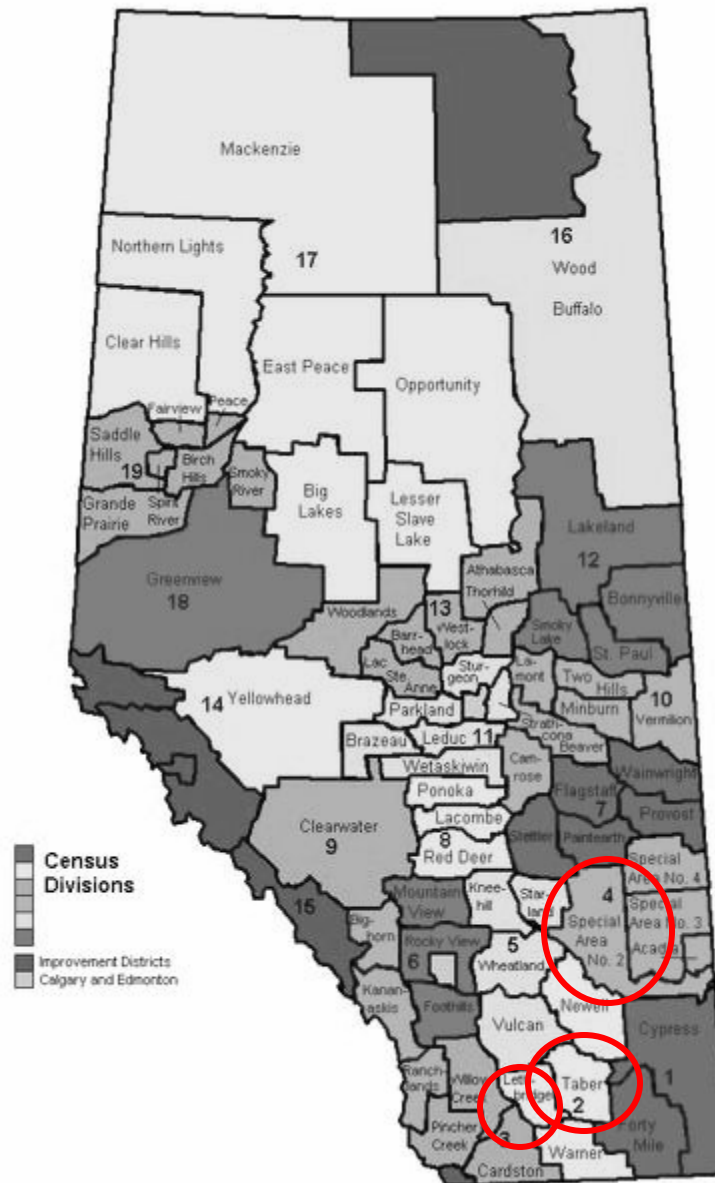 Mackenzie
16
Northern Lights
17
Wood
Buffalo
Clear Hills
East Peace
Opportunity
Fairview
Peace
Saddle
Hills
19
Birch
Hills
Smoky
River
Big
Lakes
Lesser
Slave
Lake
Grande
Prairie
Spirit
River
Lakeland
12
Greenview
18
Athabasca
Thorhild
Bonnyville
Woodlands
13
West-
lock
Barr-
head
Smoky
Lake
St. Paul
Lac
Ste.
Anne
Stur-
geon
La-
mont
Two
Hills
10
Vermilion
14
Yellowhead
Parkland
Minburn
Strath-
cona
Beaver
Brazeau
Leduc
11
Wetaskiwin
Cam-
rose
Wainwright
Ponoka
Flagstaff
7
Provost
Clearwater
9
Lacombe
8
Red Deer
Stettler
Paintearth
Census
Divisions
Special
Area No. 4
15
Mountain
View
Knee-
hill
Star-
land
4
Special
Area
No. 2
Special
Area No. 3
Acadia
Big-
horn
Rocky View
6
5
Wheatland
Improvement Districts
Calgary and Edmonton
Kanan-
askis
Foothills
Newell
Vulcan
Cypress
1
Ranch-
lands
Willow
Creek
Leth-
bridge
Taber
2
3
Pincher
Creek
Forty
Mile
Cardston
Warner